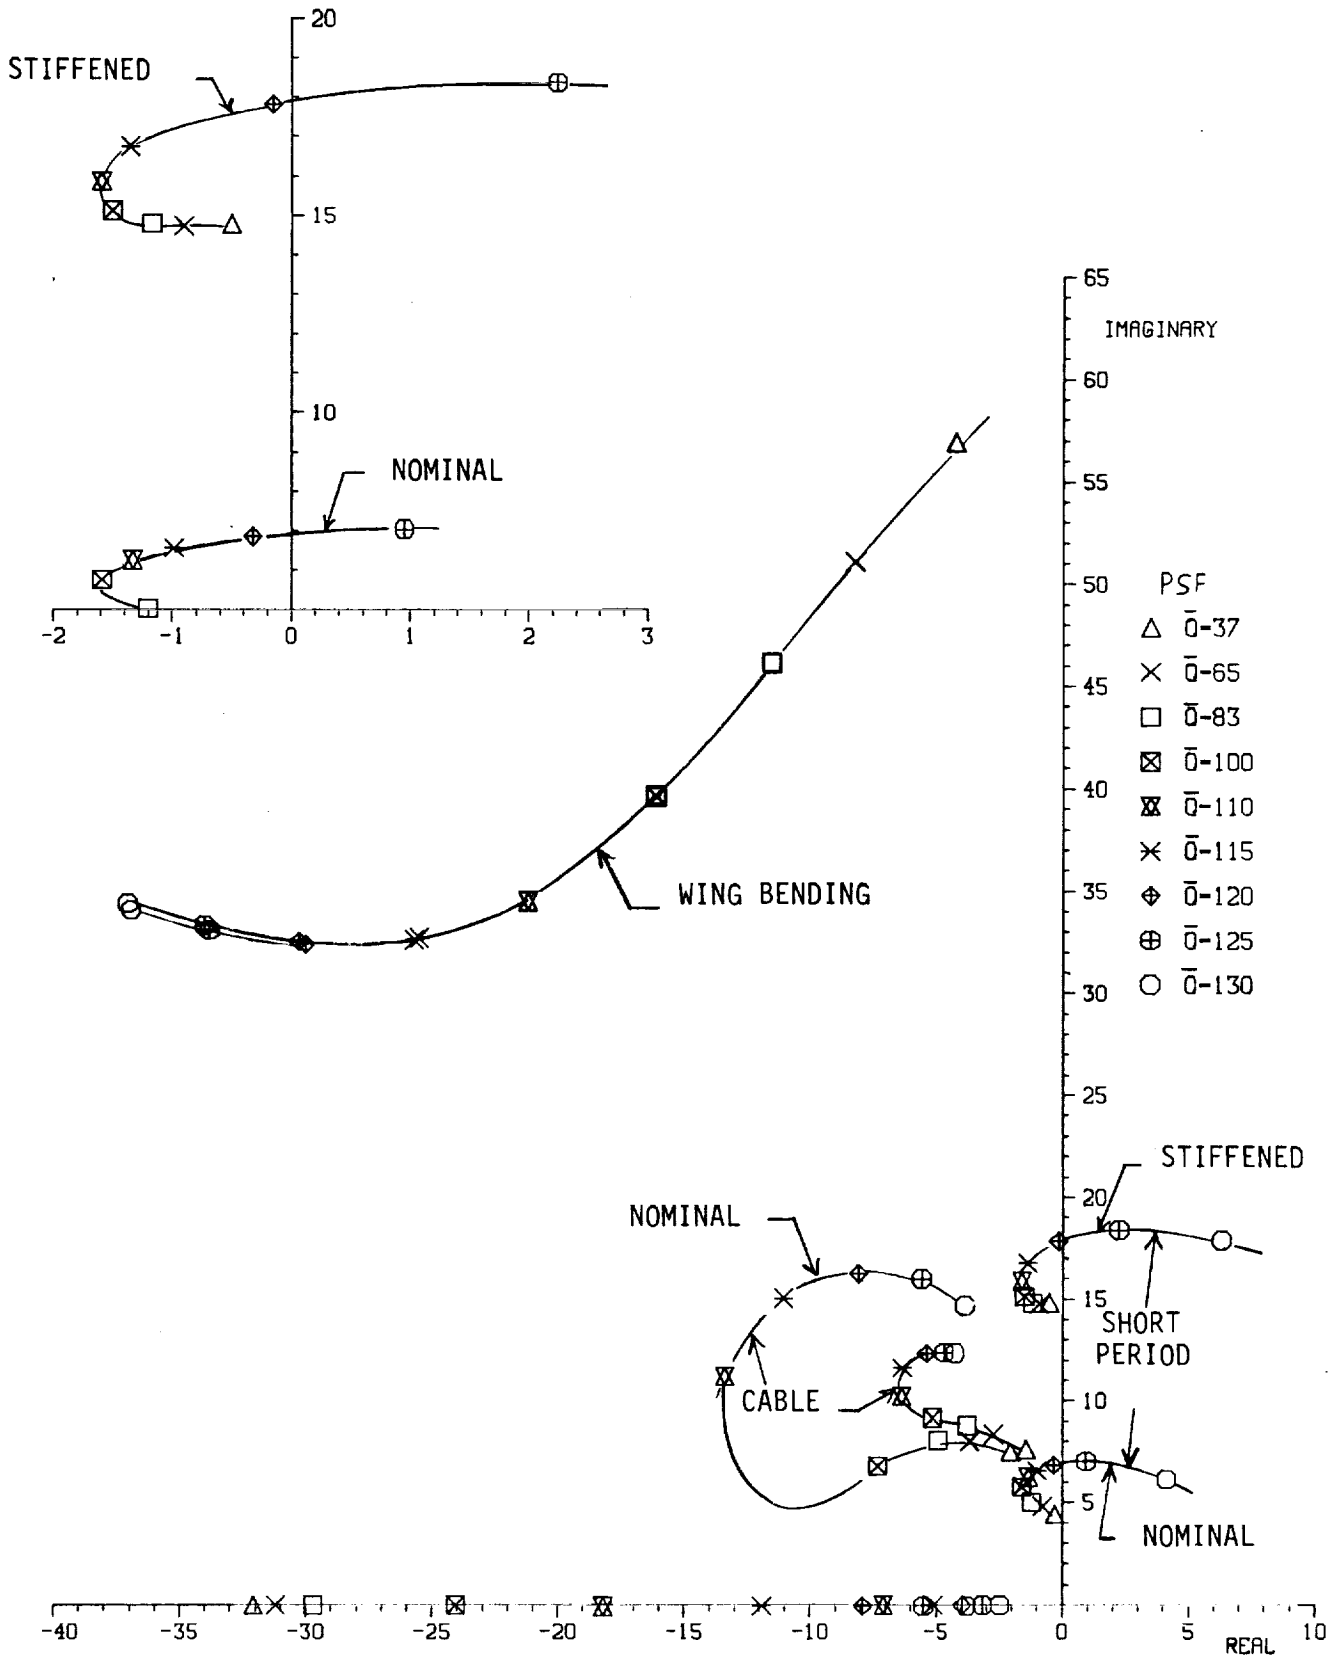 20
STIFFENED
15
10
NOMINAL
-2 -1 0 1 2 3
65
IMAGINARY
60
55
50
45
40
35
30
25
20
15
10
5
PSF
Q̄-37
Q̄-65
Q̄-83
Q̄-100
Q̄-110
Q̄-115
Q̄-120
Q̄-125
Q̄-130
WING BENDING
STIFFENED
NOMINAL
SHORT
PERIOD
CABLE
NOMINAL
-40 -35 -30 -25 -20 -15 -10 -5 0 5 10
REAL